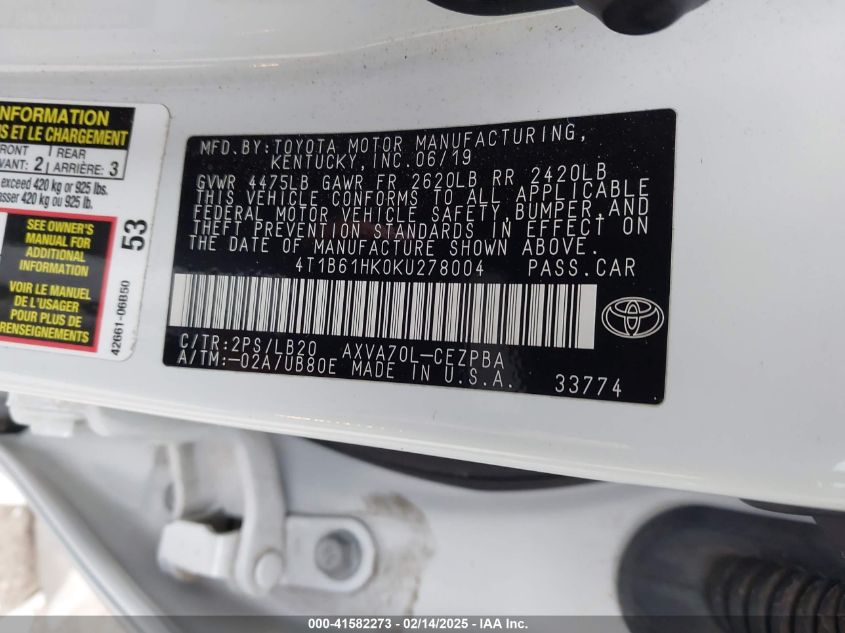 INFORMATION
S ET LE CHARGEMENT
FRONT
VANT: 2
REAR
ARRIÈRE: 3
exceed 420 kg or 925 lbs.
asser 420 kg ou 925 lb.
SEE OWNER'S
MANUAL FOR
ADDITIONAL
INFORMATION
VOIR LE MANUEL
DE L'USAGER
POUR PLUS DE
RENSEIGNEMENTS
53
42661-06B50
MFD.BY:TOYOTA MOTOR MANUFACTURING,
KENTUCKY,INC.06/19
GVWR 4475LB GAWR FR 2620LB RR 2420LB
THIS VEHICLE CONFORMS TO ALL APPLICABLE
FEDERAL MOTOR VEHICLE SAFETY,BUMPER,AND
THEFT PREVENTION STANDARDS IN EFFECT ON
THE DATE OF MANUFACTURE SHOWN ABOVE.
4T1B61HK0KU278004 PASS.CAR
C/TR:2PS/LB20 AXVA70L-CEZPBA
A/TM:-02A/UB80E MADE IN U.S.A. 33774
000-41582273 - 02/14/2025 - IAA Inc.